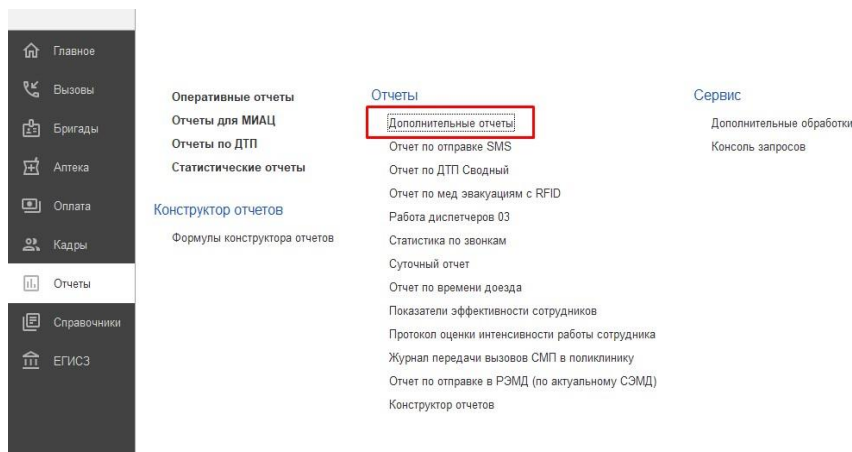 Главное
Вызовы
Бригады
Аптека
Оплата
Кадры
Отчеты
Справочники
ЕГИСЗ
Оперативные отчеты
Отчеты для МИАЦ
Отчеты по ДТП
Статистические отчеты
Конструктор отчетов
Формулы конструктора отчетов
Отчеты
Дополнительные отчеты
Отчет по отправке SMS
Отчет по ДТП Сводный
Отчет по мед эвакуациям с RFID
Работа диспетчеров 03
Статистика по звонкам
Суточный отчет
Отчет по времени доезда
Показатели эффективности сотрудников
Протокол оценки интенсивности работы сотрудника
Журнал передачи вызовов СМП в поликлинику
Отчет по отправке в РЭМД (по актуальному СЭМД)
Конструктор отчетов
Сервис
Дополнительные обработки
Консоль запросов